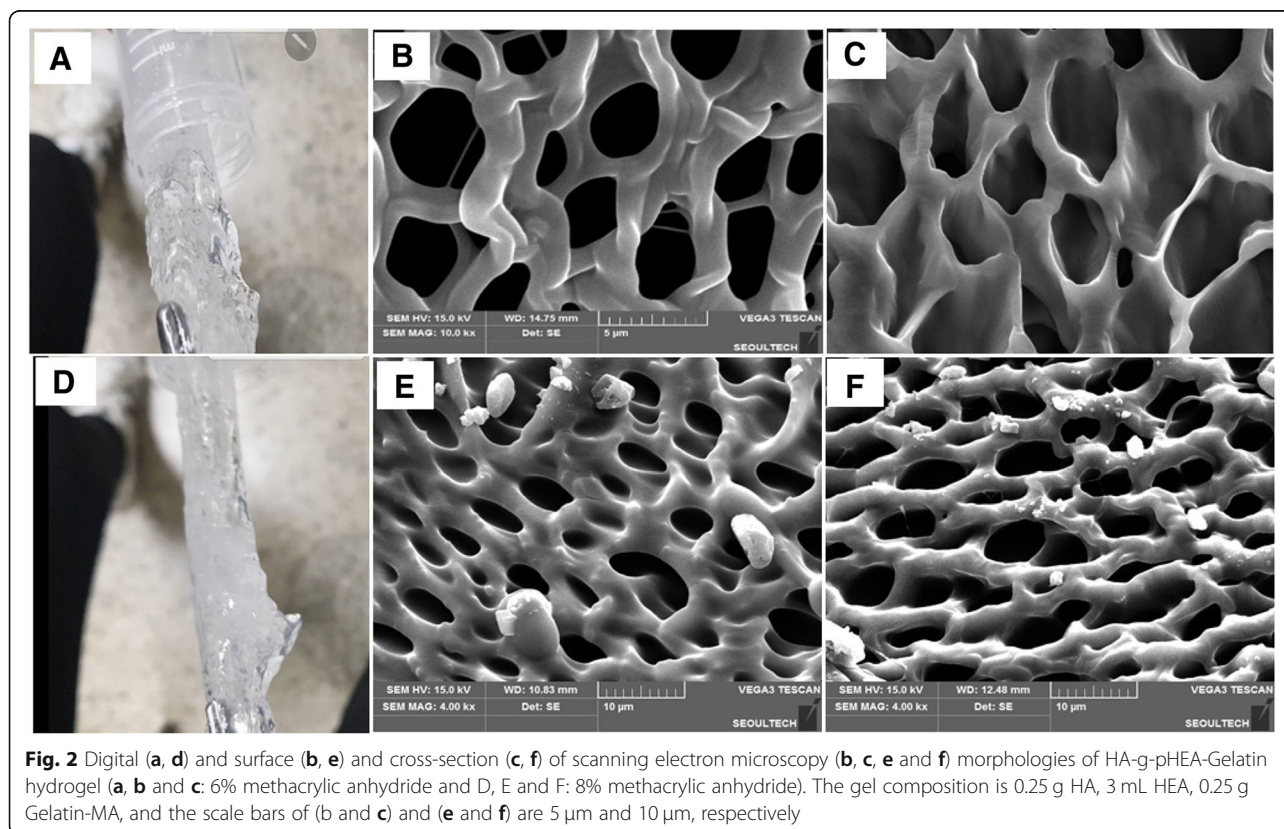 A
B
C
SEM HV: 15.0 kV WD: 14.75 mm VEGA3 TESCAN
SEM MAG: 10.0 kx Det: SE 5 µm
SEOULTECH
D
E
F
SEM HV: 15.0 kV WD: 10.83 mm VEGA3 TESCAN
SEM MAG: 4.00 kx Det: SE 10 µm
SEOULTECH
SEM HV: 15.0 kV WD: 12.48 mm VEGA3 TESCAN
SEM MAG: 4.00 kx Det: SE 10 µm
SEOULTECH
Fig. 2 Digital (a, d) and surface (b, e) and cross-section (c, f) of scanning electron microscopy (b, c, e and f) morphologies of HA-g-pHEA-Gelatin
hydrogel (a, b and c: 6% methacrylic anhydride and D, E and F: 8% methacrylic anhydride). The gel composition is 0.25 g HA, 3 mL HEA, 0.25 g
Gelatin-MA, and the scale bars of (b and c) and (e and f) are 5 µm and 10 µm, respectively